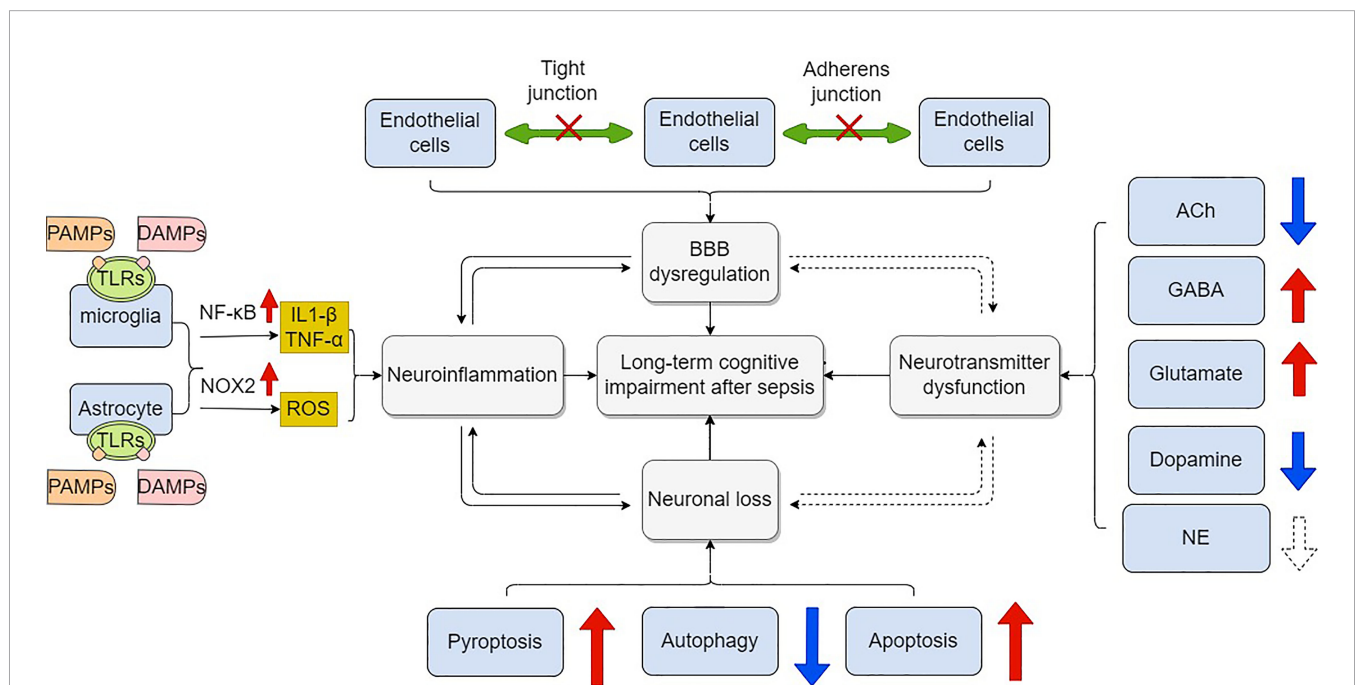 Tight
junction
Adherens
junction
Endothelial
cells
Endothelial
cells
Endothelial
cells
PAMPs
DAMPs
TLRs
microglia
NF-κB
IL1-β
TNF-α
NOX2
ROS
Astrocyte
TLRs
PAMPs
DAMPs
BBB
dysregulation
Neuroinflammation
Long-term cognitive
impairment after sepsis
Neurotransmitter
dysfunction
Neuronal loss
ACh
GABA
Glutamate
Dopamine
NE
Pyroptosis
Autophagy
Apoptosis